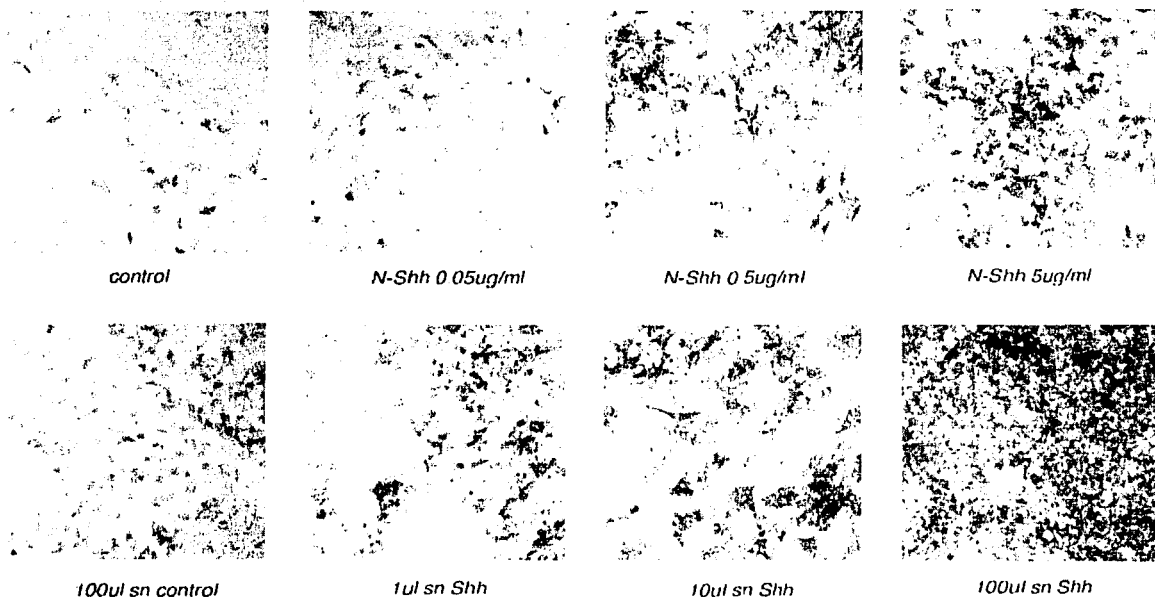 control
N-Shh 0 05ug/ml
N-Shh 0 5ug/ml
N-Shh 5ug/ml
100ul sn control
1ul sn Shh
10ul sn Shh
100ul sn Shh